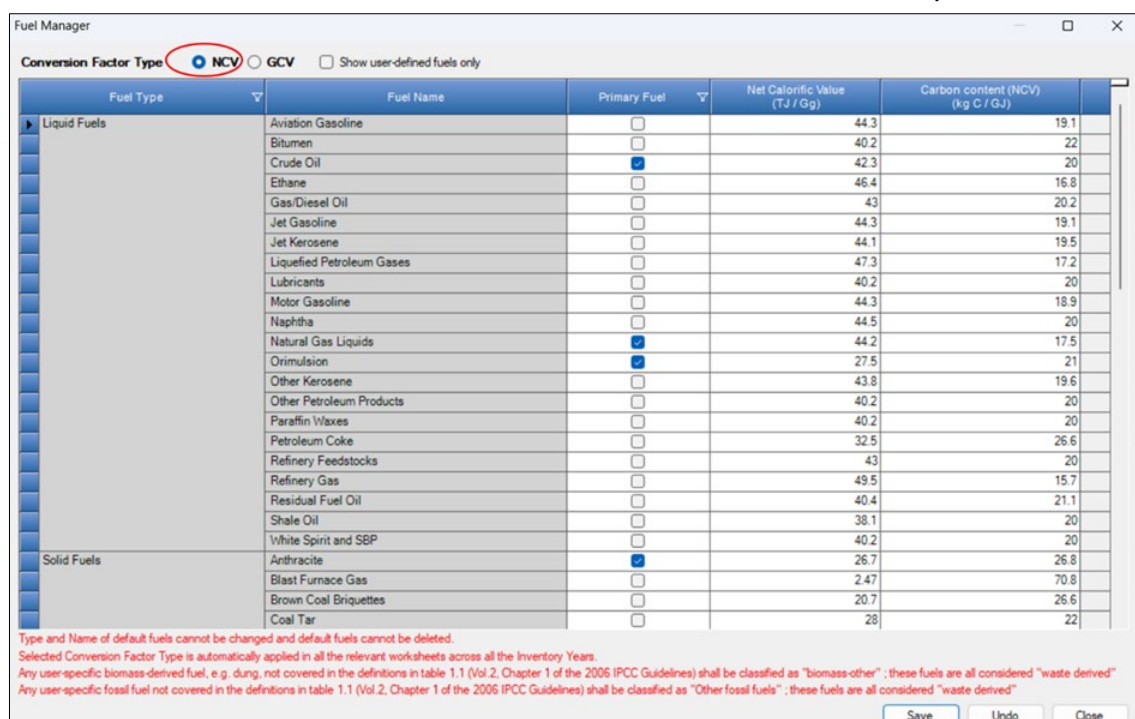 Fuel Manager
Conversion Factor Type NCV GCV Show user-defined fuels only
Fuel Type Fuel Name Primary Fuel Net Calorific Value (TJ / Gg) Carbon content (NCV) (kg C / GJ)
Liquid Fuels Aviation Gasoline 44.3 19.1
Bitumen 40.2 22
Crude Oil 42.3 20
Ethane 46.4 16.8
Gas/Diesel Oil 43 20.2
Jet Gasoline 44.3 19.1
Jet Kerosene 44.1 19.5
Liquefied Petroleum Gases 47.3 17.2
Lubricants 40.2 20
Motor Gasoline 44.3 18.9
Naphtha 44.5 20
Natural Gas Liquids 44.2 17.5
Orimulsion 27.5 21
Other Kerosene 43.8 19.6
Other Petroleum Products 40.2 20
Paraffin Waxes 40.2 20
Petroleum Coke 32.5 26.6
Refinery Feedstocks 43 20
Refinery Gas 49.5 15.7
Residual Fuel Oil 40.4 21.1
Shale Oil 38.1 20
White Spirit and SBP 40.2 20
Solid Fuels Anthracite 26.7 26.8
Blast Furnace Gas 2.47 70.8
Brown Coal Briquettes 20.7 26.6
Coal Tar 28 22
Type and Name of default fuels cannot be changed and default fuels cannot be deleted.
Selected Conversion Factor Type is automatically applied in all the relevant worksheets across all the Inventory Years.
Any user-specific biomass-derived fuel, e.g. dung, not covered in the definitions in table 1.1 (Vol.2, Chapter 1 of the 2006 IPCC Guidelines) shall be classified as "biomass-other" ; these fuels are all considered "waste derived"
Any user-specific fossil fuel not covered in the definitions in table 1.1 (Vol.2, Chapter 1 of the 2006 IPCC Guidelines) shall be classified as "Other fossil fuels" ; these fuels are all considered "waste derived"
Save Undo Close